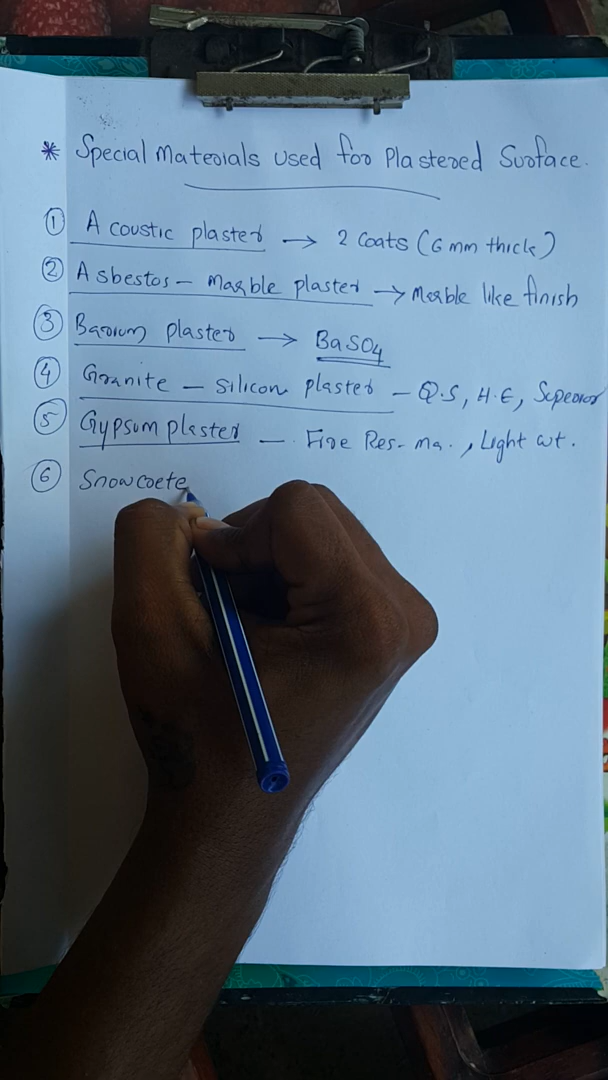 * Special Materials used for Plastered Surface.
① Acoustic plaster → 2 coats (6 mm thick)
② Asbestos - Marble plaster → Marble like finish
③ Barium plaster → BaSO4
④ Granite - silicon plaster - Q.S, H.E, Superior
⑤ Gypsum plaster - Fire Res. ma., Light wt.
⑥ Snowcrete